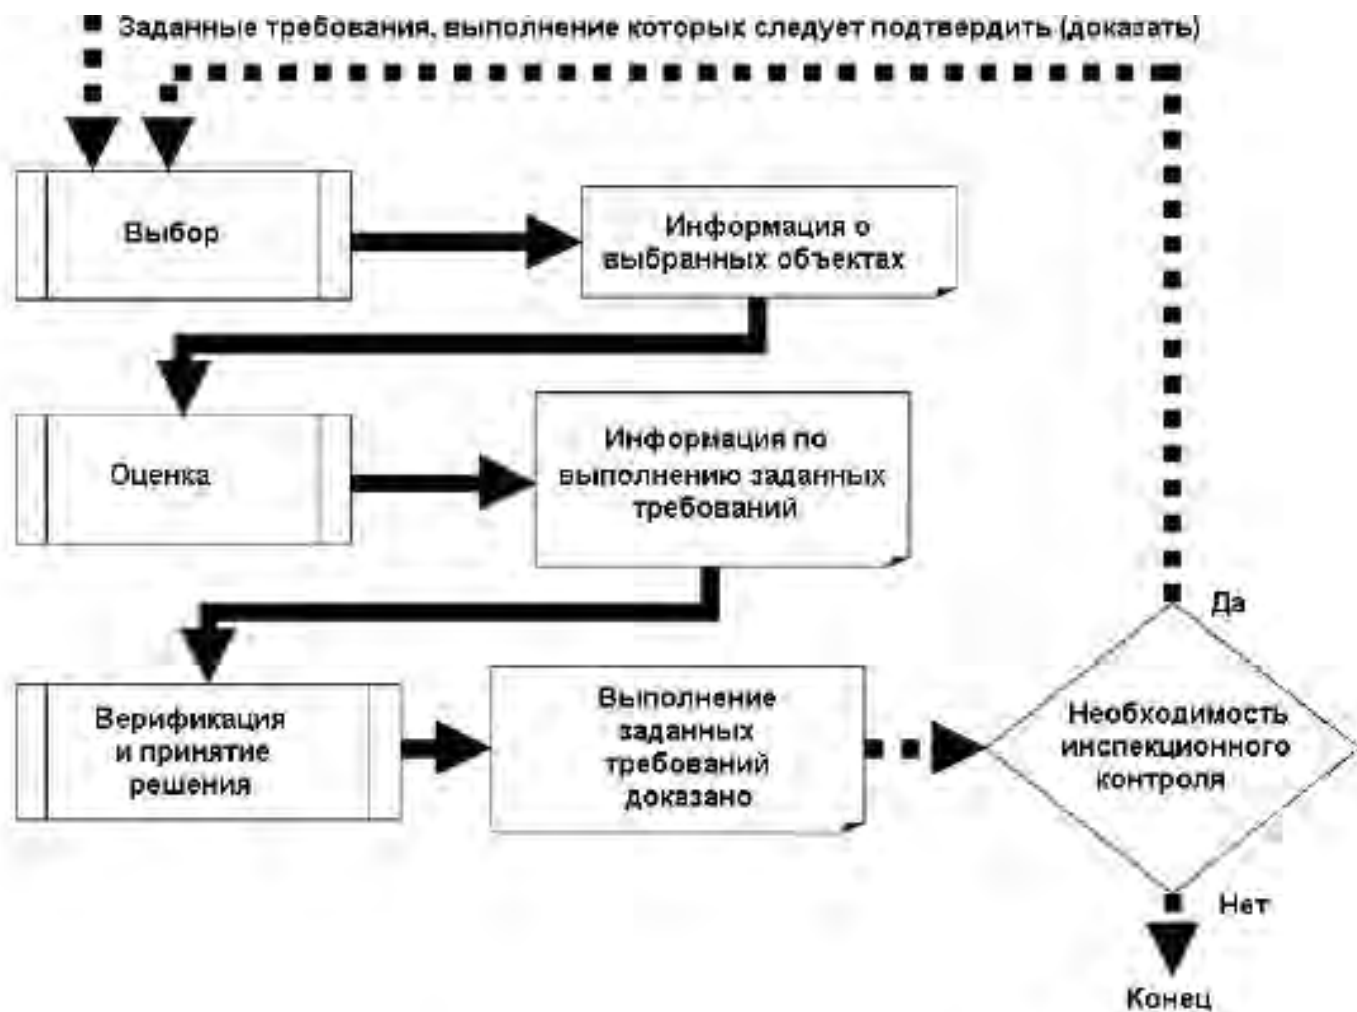 Заданные требования, выполнение которых следует подтвердить (доказать)
Выбор
Информация о
выбранных объектах
Оценка
Информация по
выполнению заданных
требований
Да
Верификация
и принятие
решения
Выполнение
заданных
требований
доказано
Необходимость
инспекционного
контроля
Нет
Конец